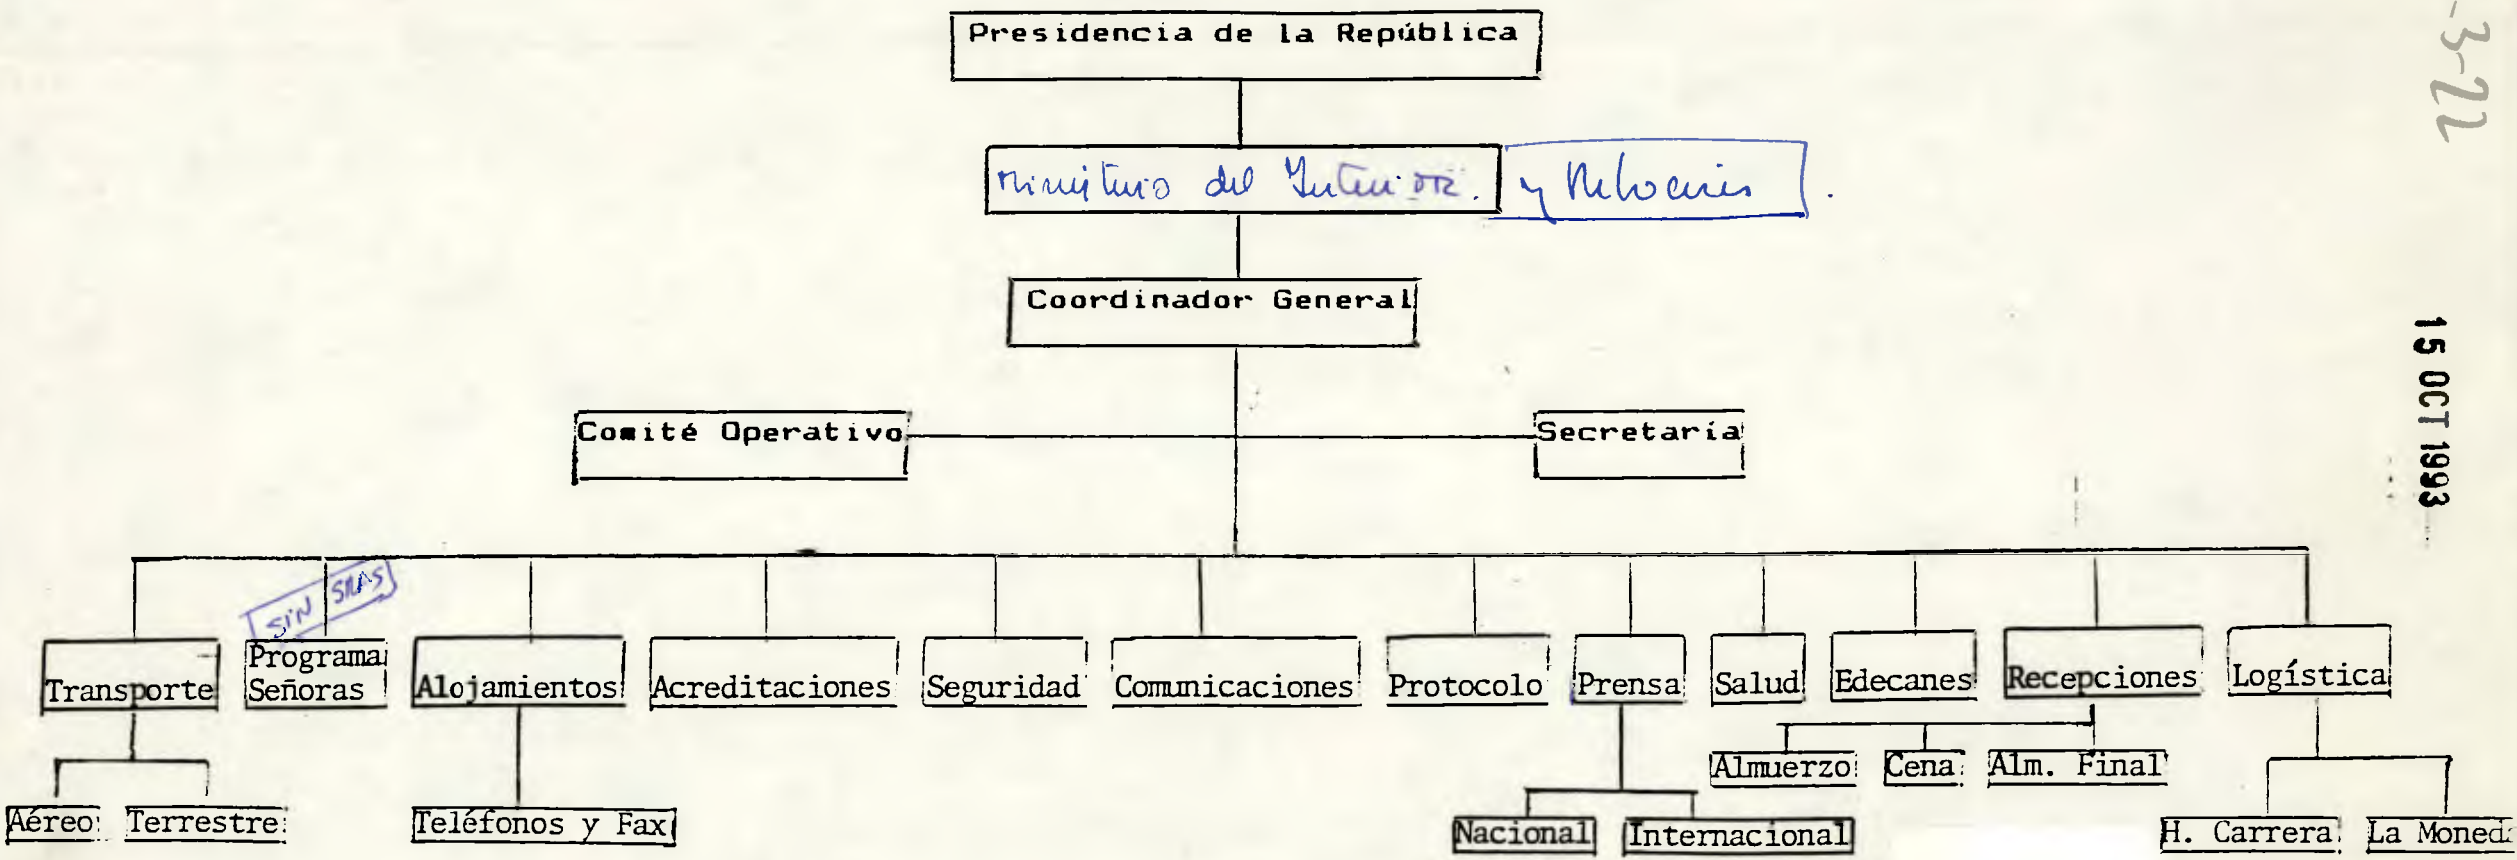 Presidencia de la República
Ministerio del Interior. y Relaciones.
Coordinador General
Comité Operativo
Secretaría
15 OCT 1993
SIN SRAS
Transporte
Programa
Señoras
Alojamientos
Acreditaciones
Seguridad
Comunicaciones
Protocolo
Prensa
Salud
Edecanes
Recepciones
Logística
Aéreo
Terrestre
Teléfonos y Fax
Nacional
Internacional
Almuerzo
Cena
Alm. Final
H. Carrera
La Moned